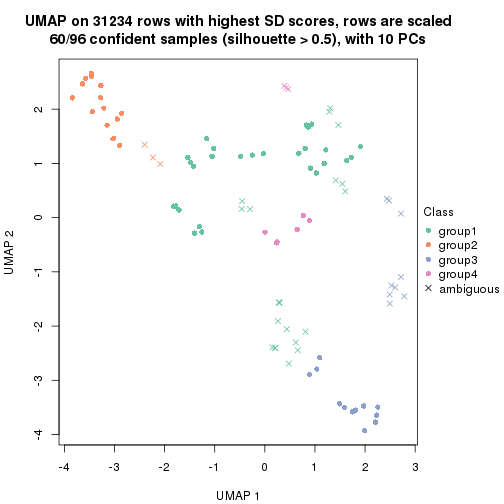 UMAP on 31234 rows with highest SD scores, rows are scaled
60/96 confident samples (silhouette > 0.5), with 10 PCs
2
1
0
-1
-2
-3
-4
UMAP 2
-4 -3 -2 -1 0 1 2 3
UMAP 1
Class
group1
group2
group3
group4
ambiguous